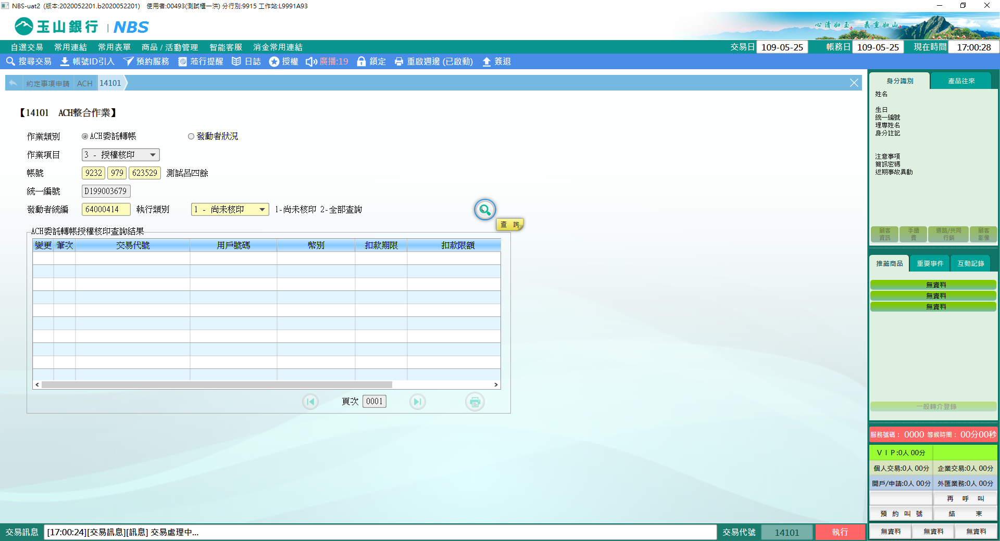 NBS-uat2 (版本:2020052201.b2020052201) 使用者:00493(測試櫃一洪) 分行別:9915 工作站:L9991A93
玉山銀行 | NBS
心清如玉。義重如山。
自選交易 常用連結 常用表單 商品 / 活動管理 智能客服 消金常用連結
交易日 109-05-25 帳務日 109-05-25 現在時間 17:00:28
搜尋交易 帳號ID引入 預約服務 蒞行提醒 日誌 授權 廣播:19 鎖定 重啟週邊 (已啟動) 簽退
約定事項申請 ACH 14101
【14101 ACH整合作業】
作業類別 ACH委託轉帳 發動者狀況
作業項目 3 - 授權核印
帳號 9232 979 623529 測試呂四餘
統一編號 D199003679
發動者統編 64000414 執行類別 1 - 尚未核印 1-尚未核印 2-全部查詢
查 詢
ACH委託轉帳授權核印查詢結果
變更 筆次 交易代號 用戶號碼 幣別 扣款期限 扣款限額
頁次 0001
身分識別 產品往來
姓名
生日
統一編號
理專姓名
身分註記
注意事項
簡訊密碼
近期事故異動
顧客資訊 手續費 通路/共同行銷 顧客影像
推薦商品 重要事件 互動記錄
無資料
無資料
無資料
一般轉介登錄
服務號碼： 0000 等候時間： 00分00秒
ＶＩＰ:0人 00分
個人交易:0人 00分 企業交易:0人 00分
開戶/申請:0人 00分 外匯業務:0人 00分
再 呼 叫
預 約 叫 號 結 束
無資料 無資料 無資料
交易訊息 [17:00:24][交易訊息][訊息] 交易處理中... 交易代號 14101 執行